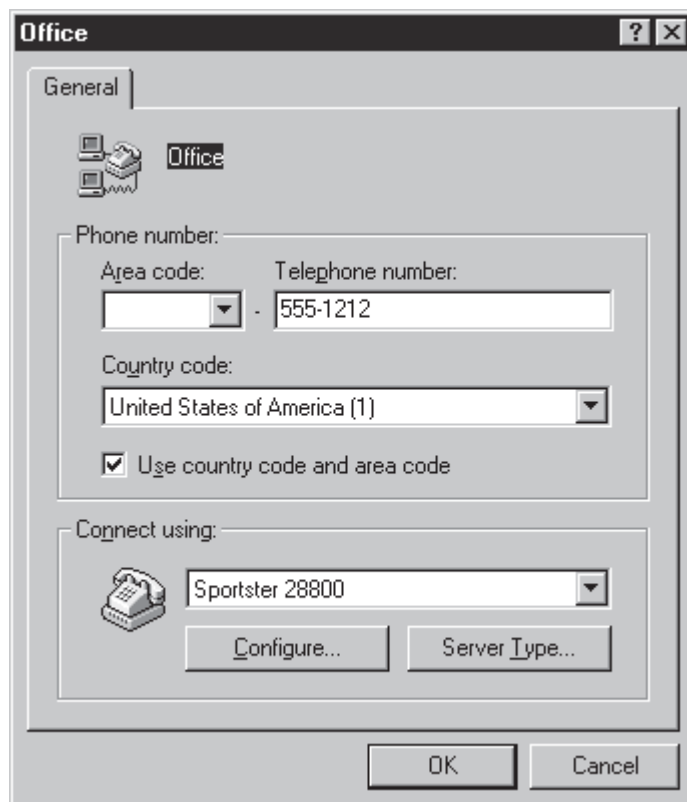 Office
General
Office
Phone number:
Area code: Telephone number:
- 555-1212
Country code:
United States of America (1)
Use country code and area code
Connect using:
Sportster 28800
Configure... Server Type...
OK Cancel